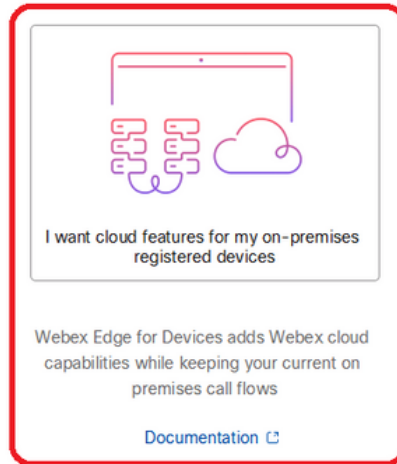 I want cloud features for my on-premises
registered devices
Webex Edge for Devices adds Webex cloud
capabilities while keeping your current on
premises call flows
Documentation